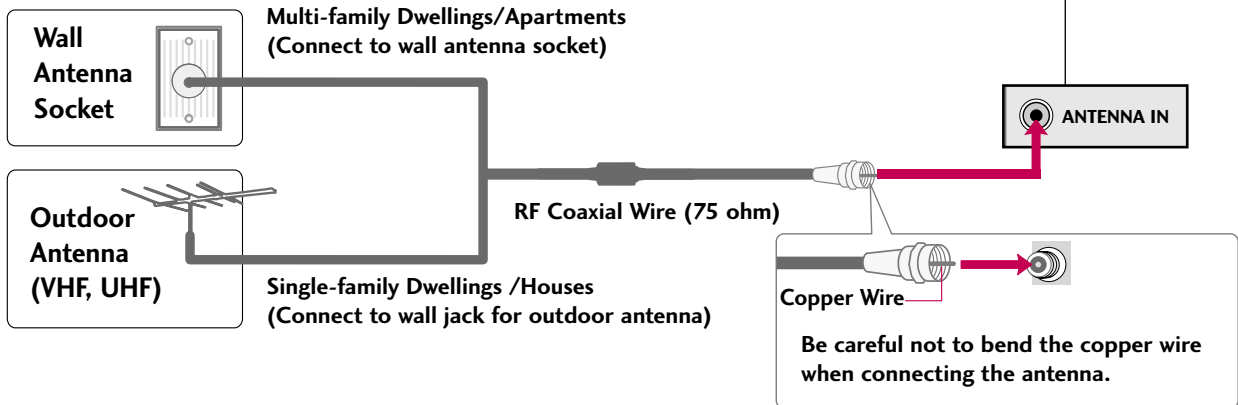 Multi-family Dwellings/Apartments
(Connect to wall antenna socket)
Wall
Antenna
Socket
ANTENNA IN
RF Coaxial Wire (75 ohm)
Outdoor
Antenna
(VHF, UHF)
Single-family Dwellings /Houses
(Connect to wall jack for outdoor antenna)
Copper Wire
Be careful not to bend the copper wire
when connecting the antenna.